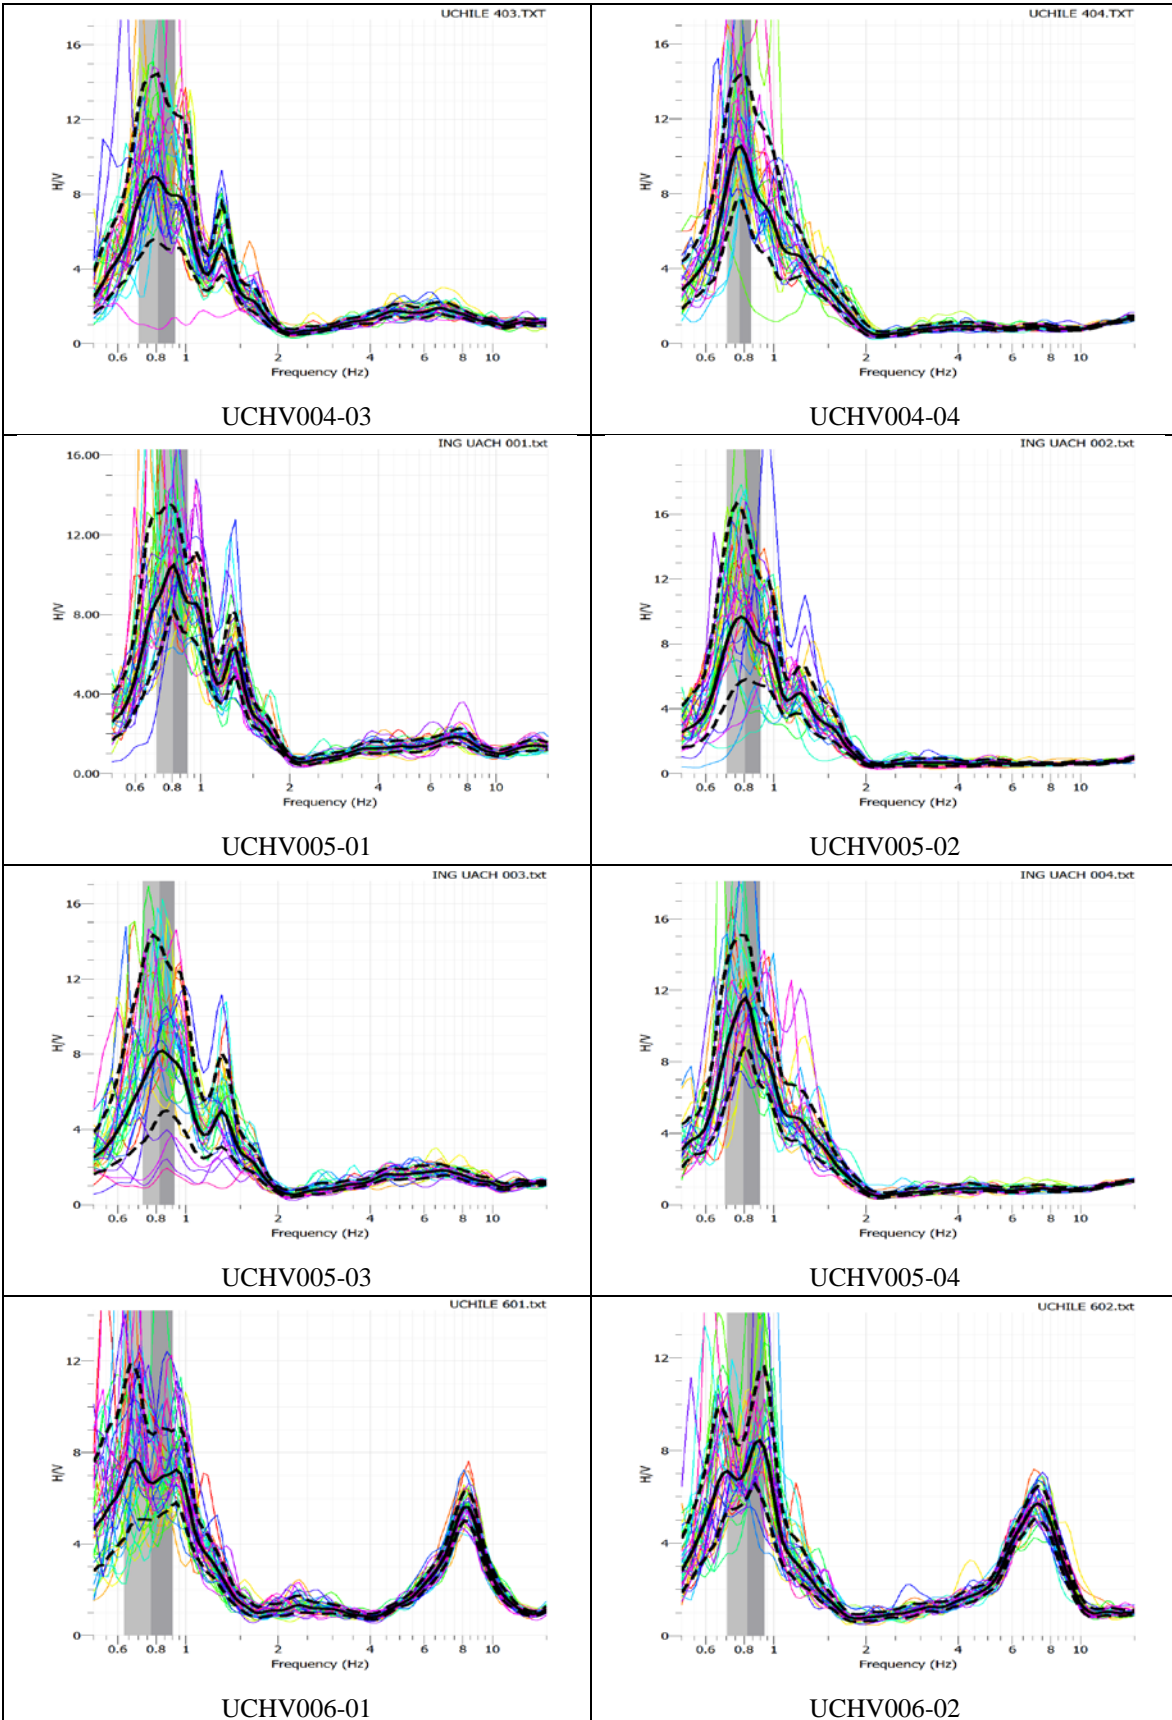 UCHILE 403.TXT
16
12
8
4
0
H/V
0.6 0.8 1 2 4 6 8 10
Frequency (Hz)
UCHV004-03
UCHILE 404.TXT
16
12
8
4
0
H/V
0.6 0.8 1 2 4 6 8 10
Frequency (Hz)
UCHV004-04
ING UACH 001.txt
16.00
12.00
8.00
4.00
0.00
H/V
0.6 0.8 1 2 4 6 8 10
Frequency (Hz)
UCHV005-01
ING UACH 002.txt
16
12
8
4
0
H/V
0.6 0.8 1 2 4 6 8 10
Frequency (Hz)
UCHV005-02
ING UACH 003.txt
16
12
8
4
0
H/V
0.6 0.8 1 2 4 6 8 10
Frequency (Hz)
UCHV005-03
ING UACH 004.txt
16
12
8
4
0
H/V
0.6 0.8 1 2 4 6 8 10
Frequency (Hz)
UCHV005-04
UCHILE 601.txt
12
8
4
0
H/V
0.6 0.8 1 2 4 6 8 10
Frequency (Hz)
UCHV006-01
UCHILE 602.txt
12
8
4
0
H/V
0.6 0.8 1 2 4 6 8 10
Frequency (Hz)
UCHV006-02